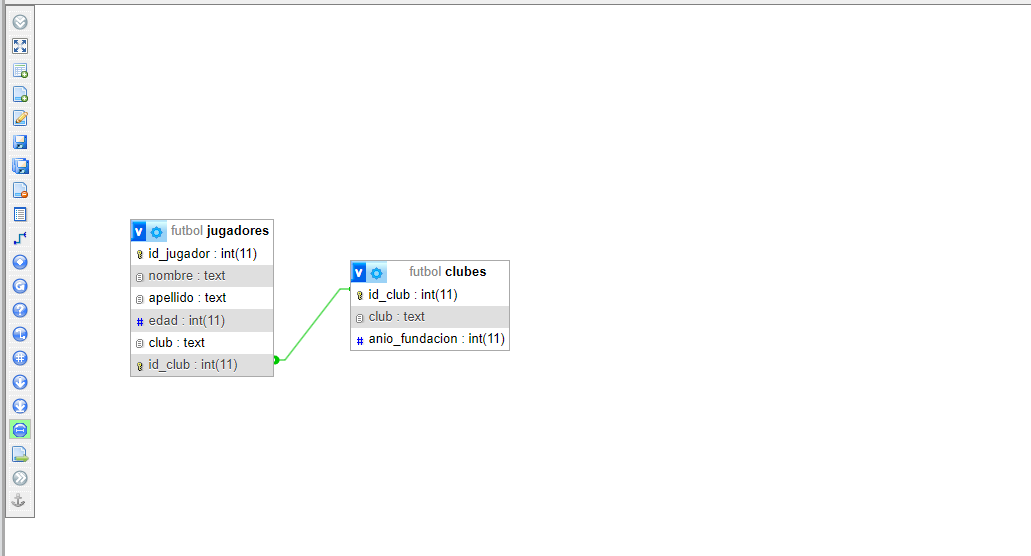 v futbol jugadores
id_jugador : int(11)
nombre : text
apellido : text
# edad : int(11)
club : text
id_club : int(11)
v futbol clubes
id_club : int(11)
club : text
# anio_fundacion : int(11)